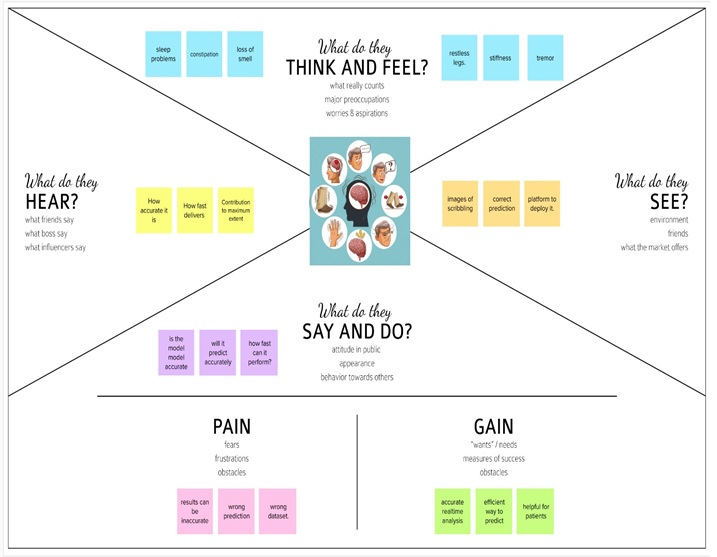 sleep
problems
constipation
loss of
smell
What do they
THINK AND FEEL?
what really counts
major preoccupations
worries & aspirations
restless
legs.
stiffness
tremor
What do they
HEAR?
what friends say
what boss say
what influencers say
How
accurate it
is
How fast
delivers
Contribution
to maximum
extent
images of
scribbling
correct
prediction
platform to
deploy it.
What do they
SEE?
environment
friends
what the market offers
What do they
SAY AND DO?
attitude in public
appearance
behavior towards others
is the
model
model
accurate
will it
predict
accurately
how fast
can it
perform?
PAIN
fears
frustrations
obstacles
results can
be
inaccurate
wrong
prediction
wrong
dataset.
GAIN
"wants" / needs
measures of success
obstacles
accurate
realtime
analysis
efficient
way to
predict
helpful for
patients